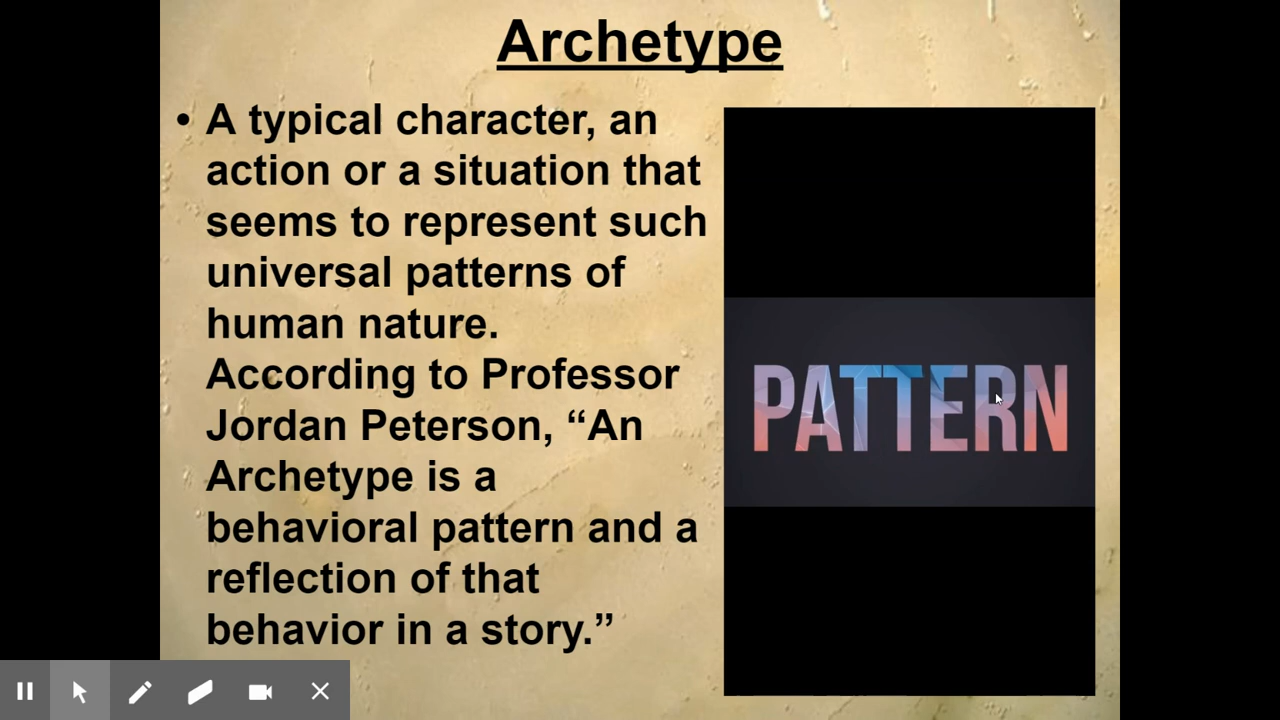 Archetype
• A typical character, an
action or a situation that
seems to represent such
universal patterns of
human nature.
According to Professor
Jordan Peterson, “An
Archetype is a
behavioral pattern and a
reflection of that
behavior in a story.”
PATTERN